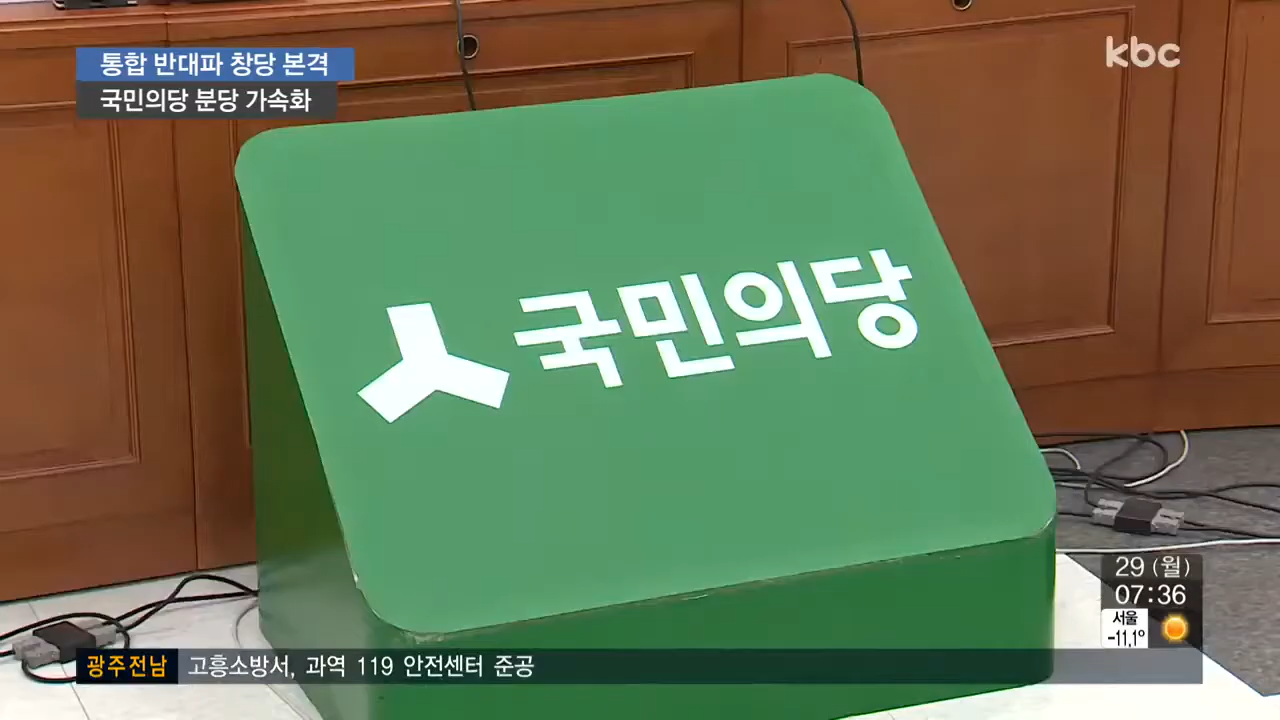 통합 반대파 창당 본격
국민의당 분당 가속화
kbc
국민의당
29 (월)
07:36
서울
-11.1°
광주전남 고흥소방서, 과역 119 안전센터 준공